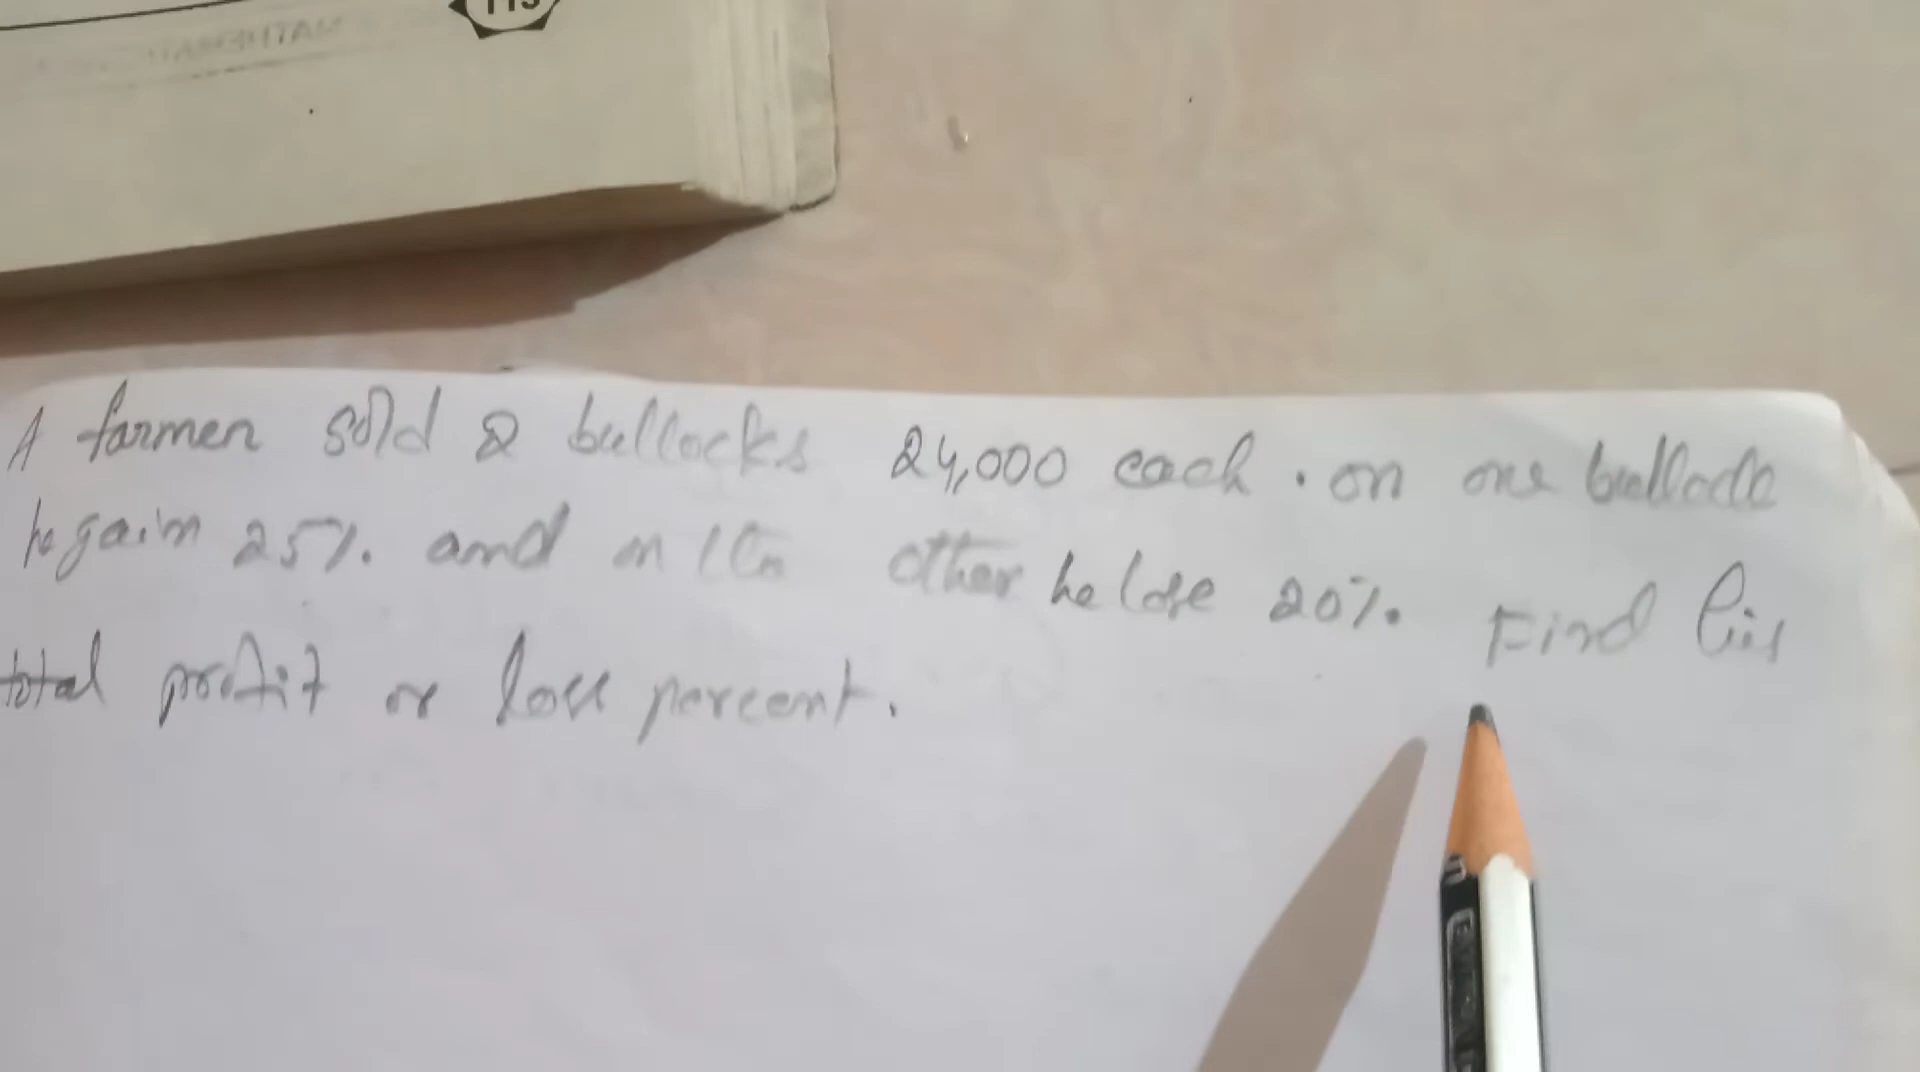 113
A farmer sold 2 bullocks 24,000 each. on one bullock
he gain 25%. and on the other he lose 20%. Find his
total profit or loss percent.